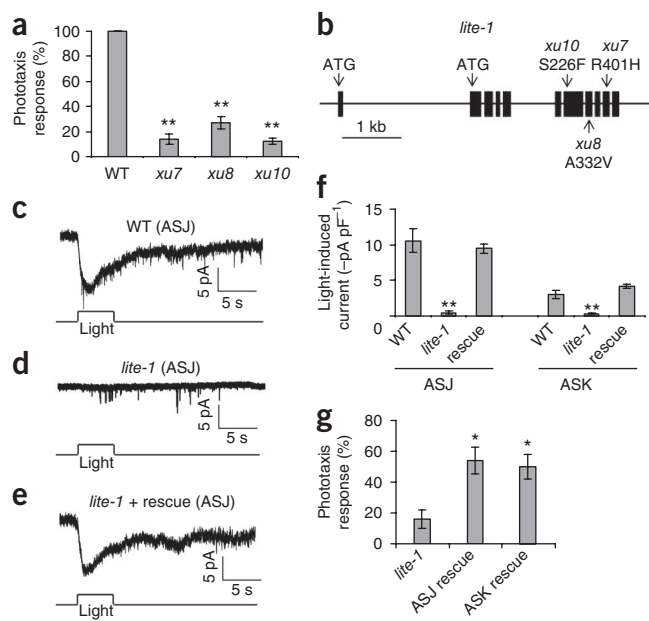 a
Phototaxis
response (%)
100
80
60
40
20
0
**
**
**
WT
xu7
xu8
xu10
b
lite-1
ATG
ATG
xu10
S226F
xu7
R401H
1 kb
xu8
A332V
c
WT (ASJ)
5 pA
5 s
Light
d
lite-1 (ASJ)
5 pA
5 s
Light
e
lite-1 + rescue (ASJ)
5 pA
5 s
Light
f
Light-induced
current (–pA pF–1)
15
10
5
0
**
**
WT
lite-1
rescue
WT
lite-1
rescue
ASJ
ASK
g
Phototaxis
response (%)
80
60
40
20
0
*
*
lite-1
ASJ rescue
ASK rescue